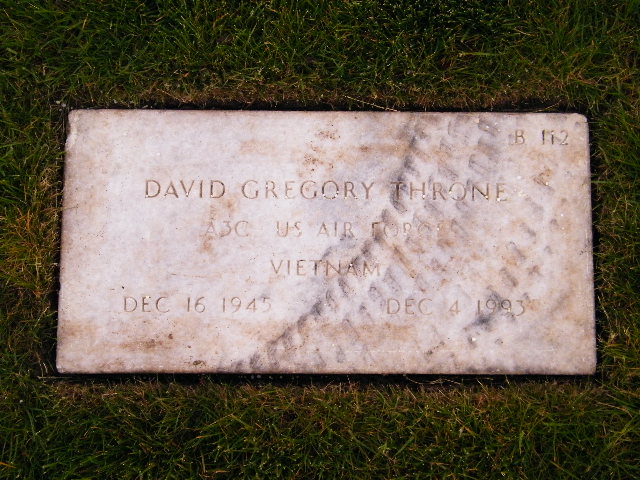 B 112
DAVID GREGORY THRONE
A3C US AIR FORCE
VIETNAM
DEC 16 1945 DEC 4 1993